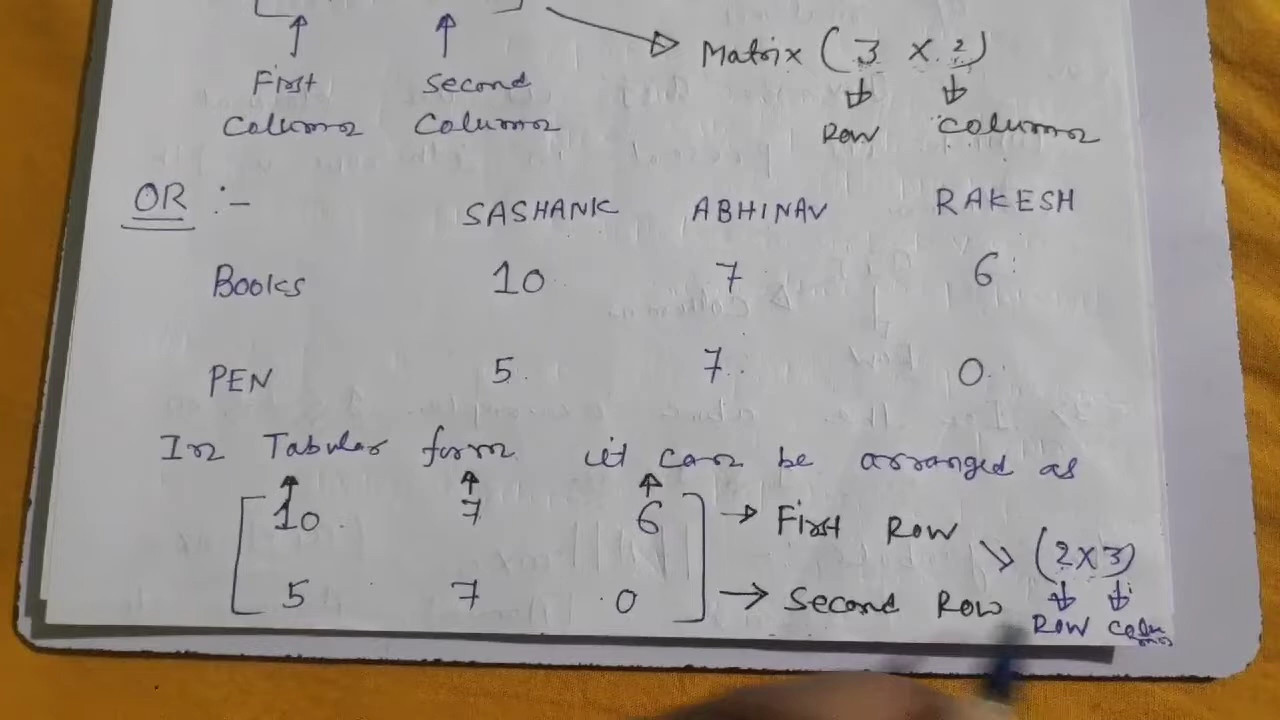 First Second Matrix (3 × 2)
Column Column Row Column
OR :- SASHANK ABHINAV RAKESH
Books 10 7 6
PEN 5 7 0
In Tabular form it can be arranged as
[10 7 6] → First Row
(2×3)
[5 7 0] → Second Row
Row Column